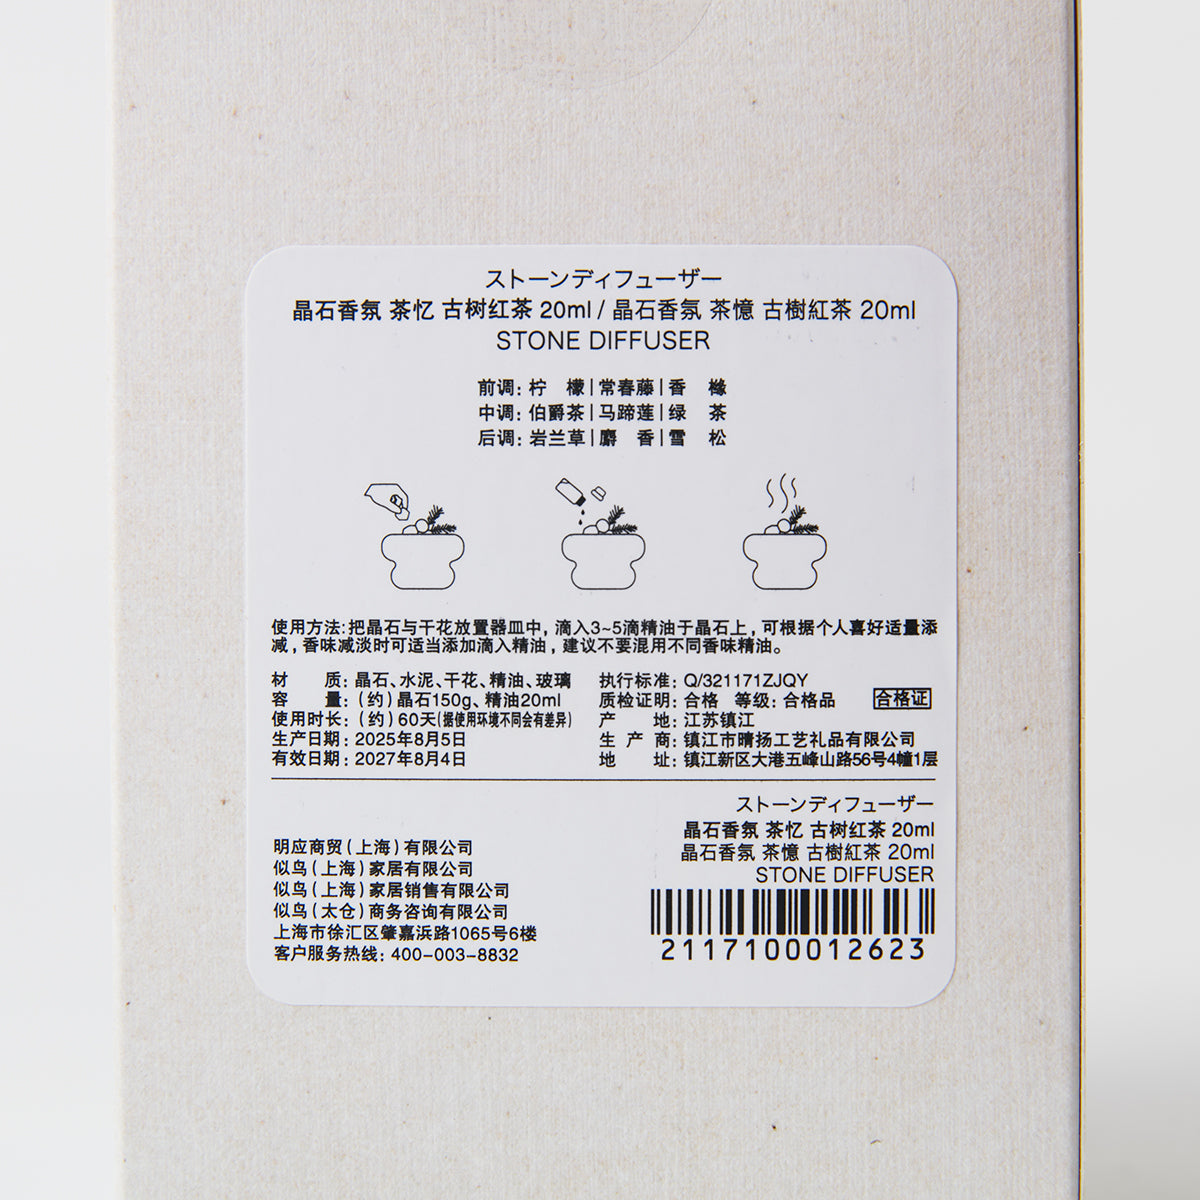 ストーンディフューザー
晶石香氛 茶忆 古树红茶 20ml / 晶石香氛 茶憶 古樹紅茶 20ml
STONE DIFFUSER
前调: 柠 檬|常春藤|香 橼
中调: 伯爵茶|马蹄莲|绿 茶
后调: 岩兰草|麝 香|雪 松
使用方法:把晶石与干花放置器皿中, 滴入3~5滴精油于晶石上, 可根据个人喜好适量添
减, 香味减淡时可适当添加滴入精油, 建议不要混用不同香味精油。
材 质: 晶石、水泥、干花、精油、玻璃
容 量: (约) 晶石150g、精油20ml
使用时长: (约) 60天(据使用环境不同会有差异)
生产日期: 2025年8月5日
有效日期: 2027年8月4日
执行标准: Q/321171ZJQY
质检证明: 合格 等级: 合格品 合格证
产 地: 江苏镇江
生 产 商: 镇江市晴扬工艺礼品有限公司
地 址: 镇江新区大港五峰山路56号4幢1层
明应商贸(上海)有限公司
似鸟(上海)家居有限公司
似鸟(上海)家居销售有限公司
似鸟(太仓)商务咨询有限公司
上海市徐汇区肇嘉浜路1065号6楼
客户服务热线: 400-003-8832
ストーンディフューザー
晶石香氛 茶忆 古树红茶 20ml
晶石香氛 茶憶 古樹紅茶 20ml
STONE DIFFUSER
2117100012623